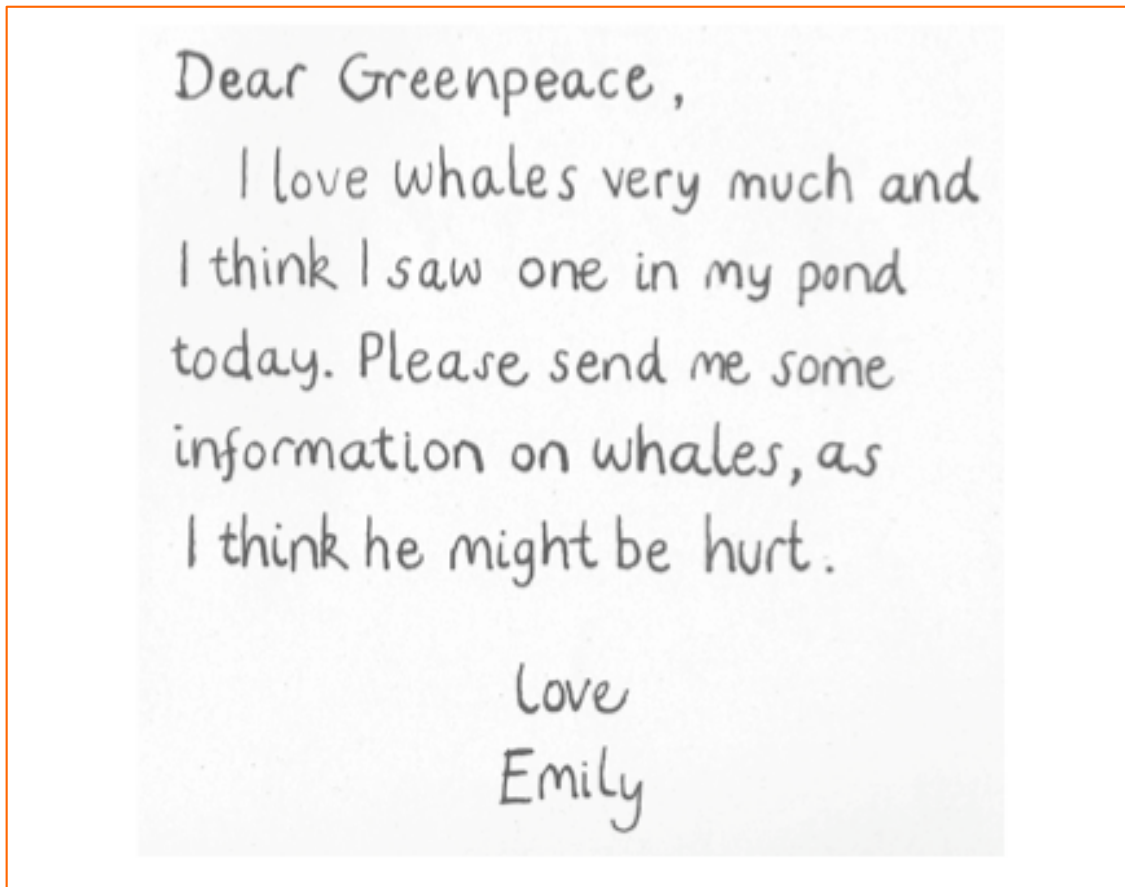 Dear Greenpeace,
I love whales very much and
I think I saw one in my pond
today. Please send me some
information on whales, as
I think he might be hurt.
Love
Emily